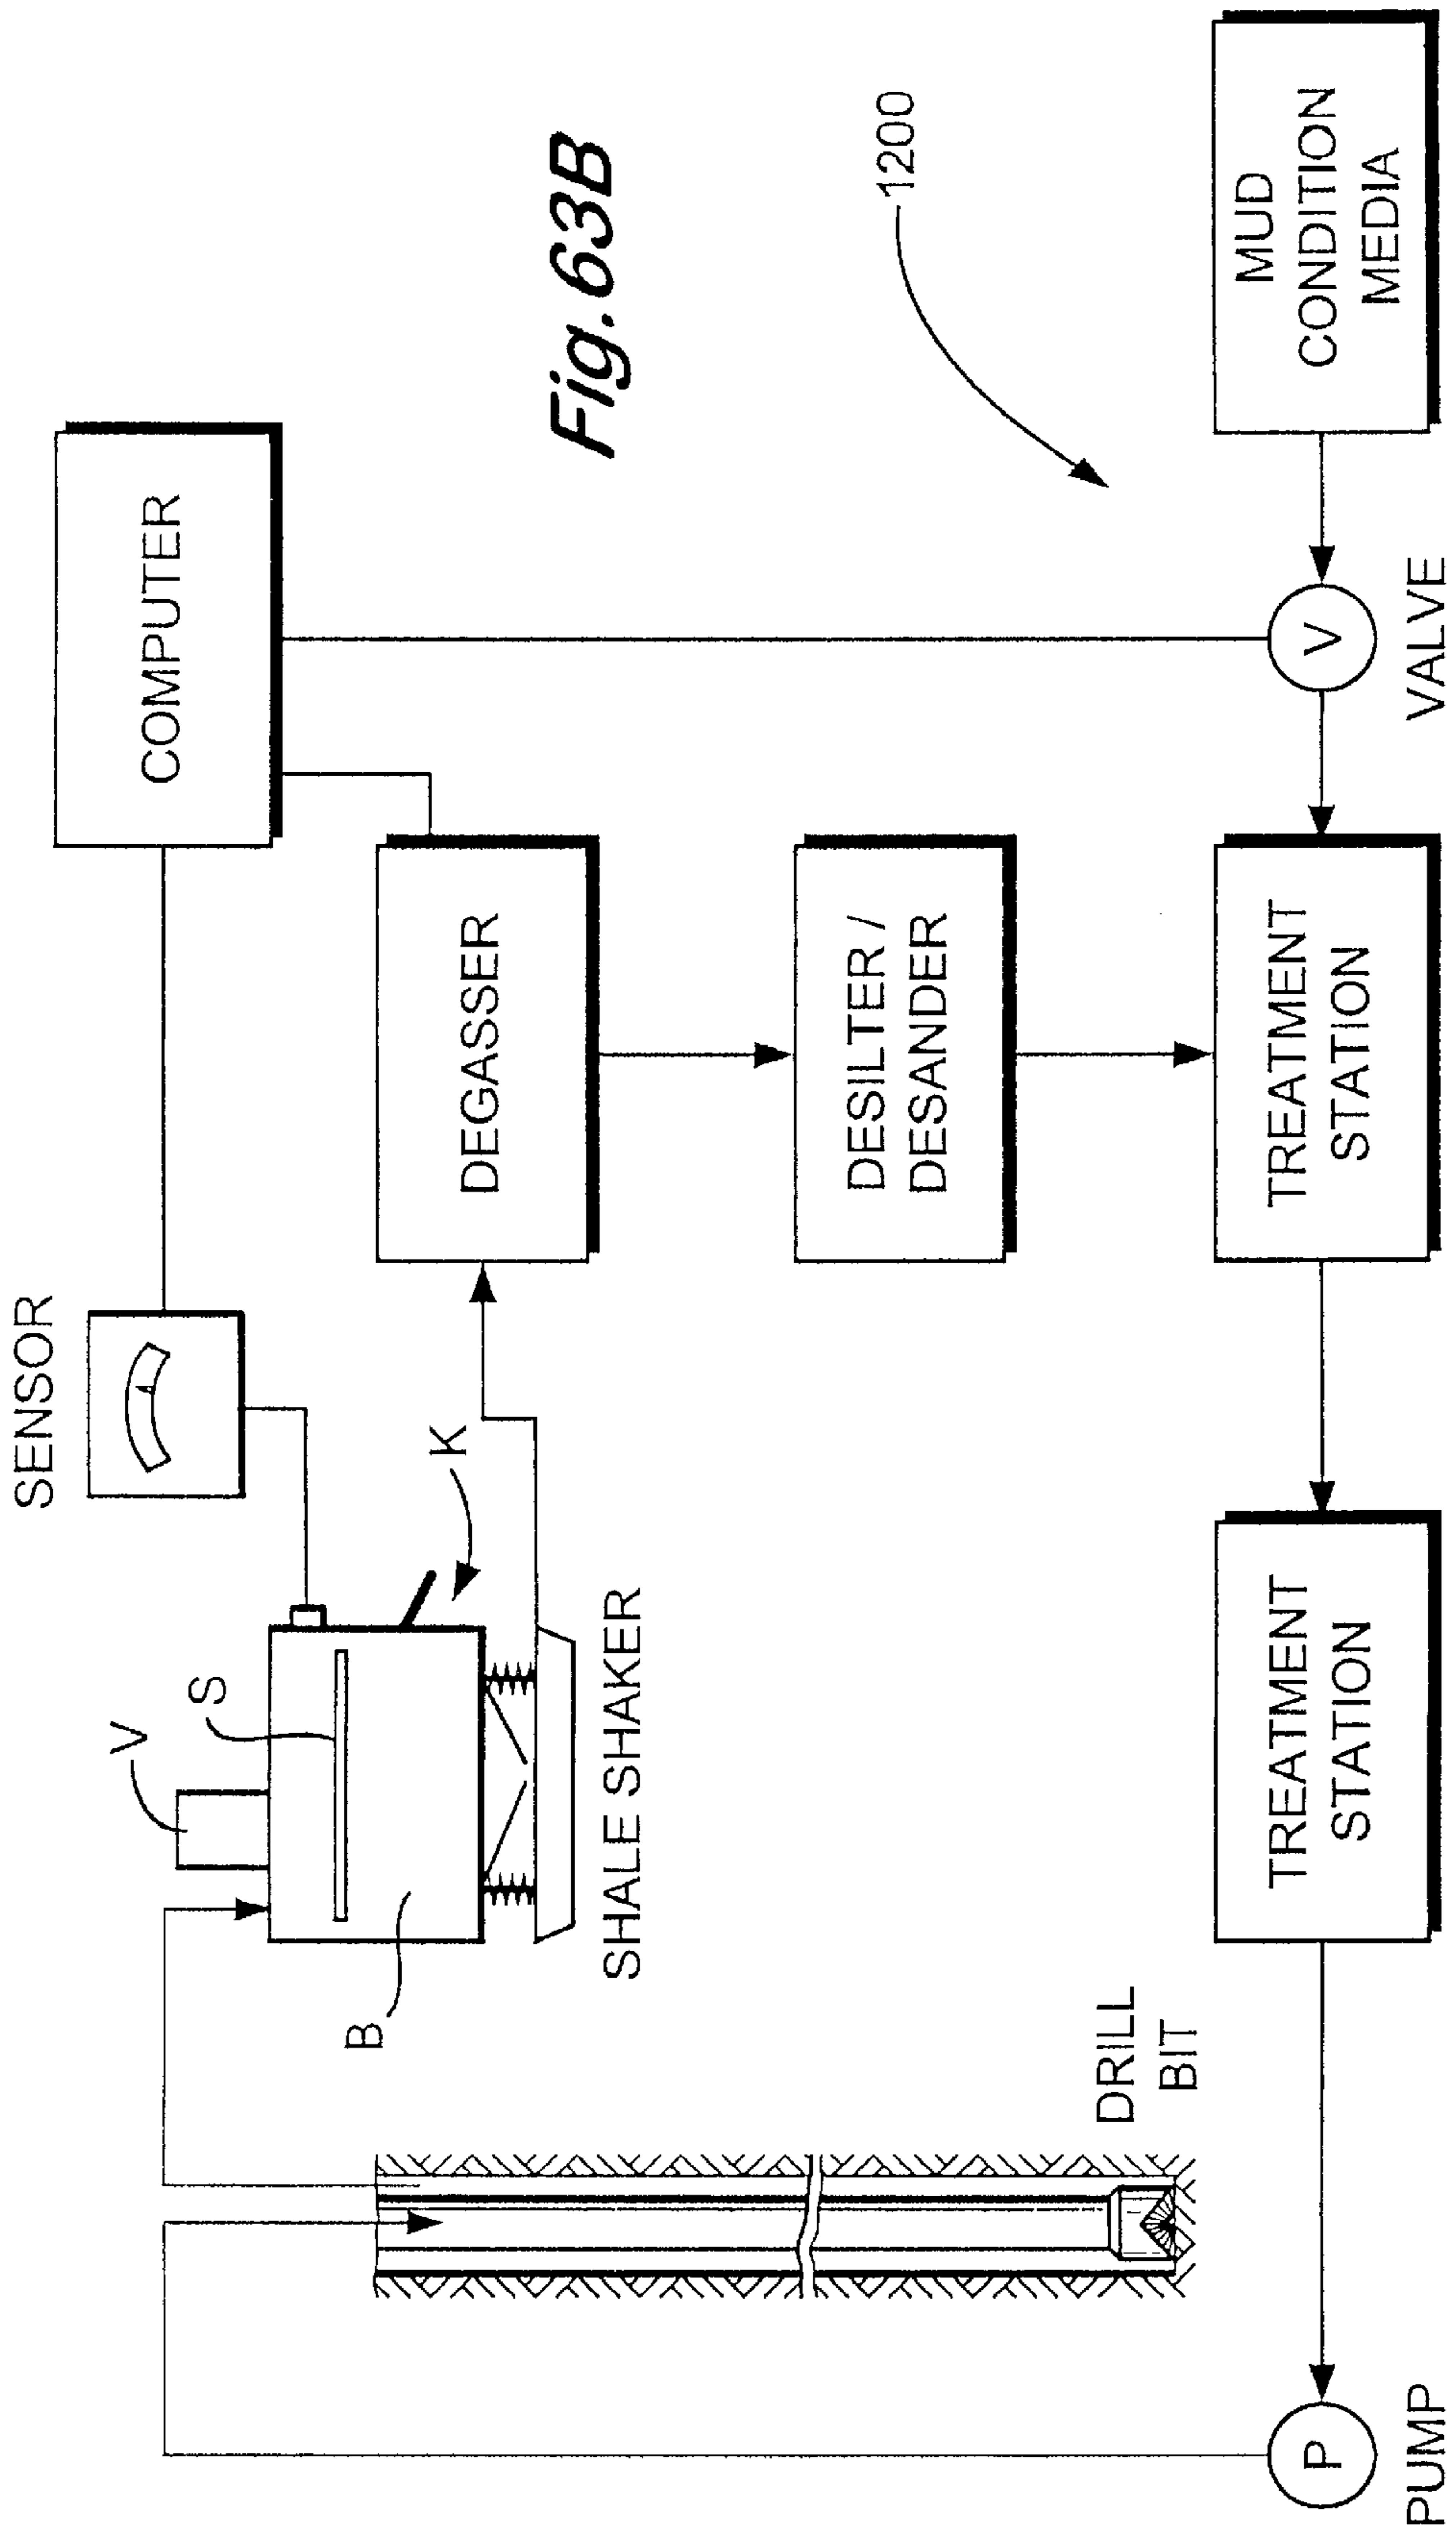 SENSOR
COMPUTER
V
S
K
B
SHALE SHAKER
DEGASSER
Fig. 63B
DESILTER /
DESANDER
1200
DRILL
BIT
P
PUMP
TREATMENT
STATION
TREATMENT
STATION
V
VALVE
MUD
CONDITION
MEDIA